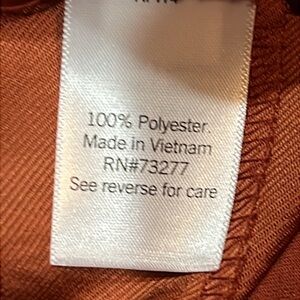 100% Polyester
Made in Vietnam
RN#73277
See reverse for care